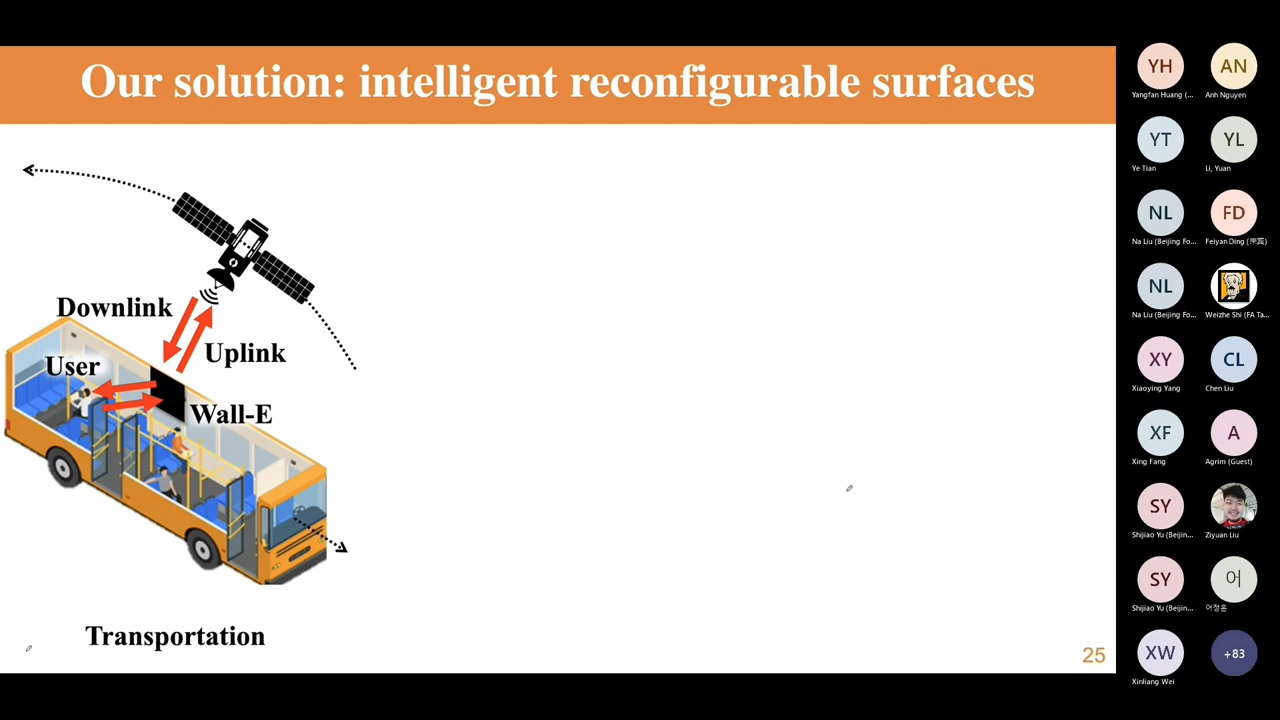 Our solution: intelligent reconfigurable surfaces
Downlink
Uplink
User
Wall-E
Transportation
25
YH
Yangfan Huang (...
AN
Anh Nguyen
YT
Ye Tian
YL
Li, Yuan
NL
Na Liu (Beijing Fo...
FD
Feiyan Ding (
NL
Na Liu (Beijing Fo...
Weizhe Shi (FA Ta...
XY
Xiaoying Yang
CL
Chen Liu
XF
Xing Fang
A
Agrim (Guest)
SY
Shijiao Yu (Beijin...
Ziyuan Liu
SY
Shijiao Yu (Beijin...
어
어정윤
XW
Xinliang Wei
+83